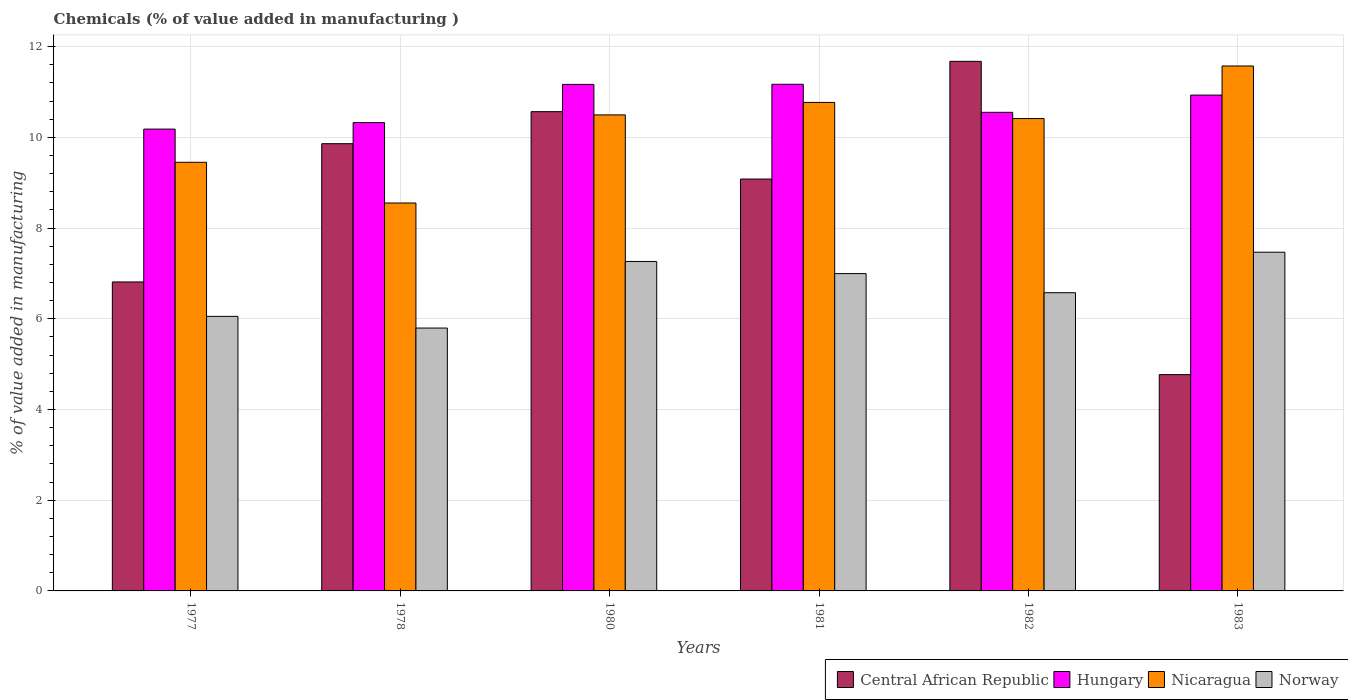 Chemicals (% of value added in manufacturing )
% of value added in manufacturing
12
10
8
6
4
2
0
1977
1978
1980
1981
1982
1983
Years
Central African Republic
Hungary
Nicaragua
Norway